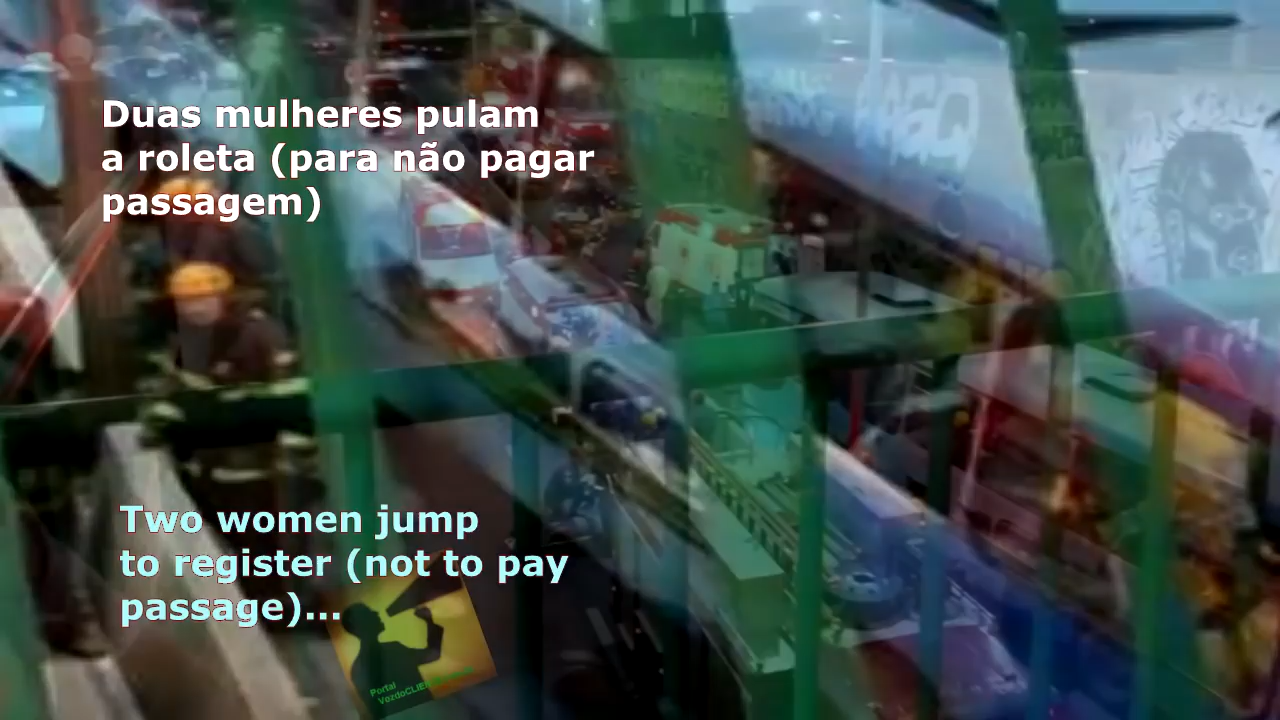 Duas mulheres pulam
a roleta (para não pagar
passagem)
Two women jump
to register (not to pay
passage)...
Portal